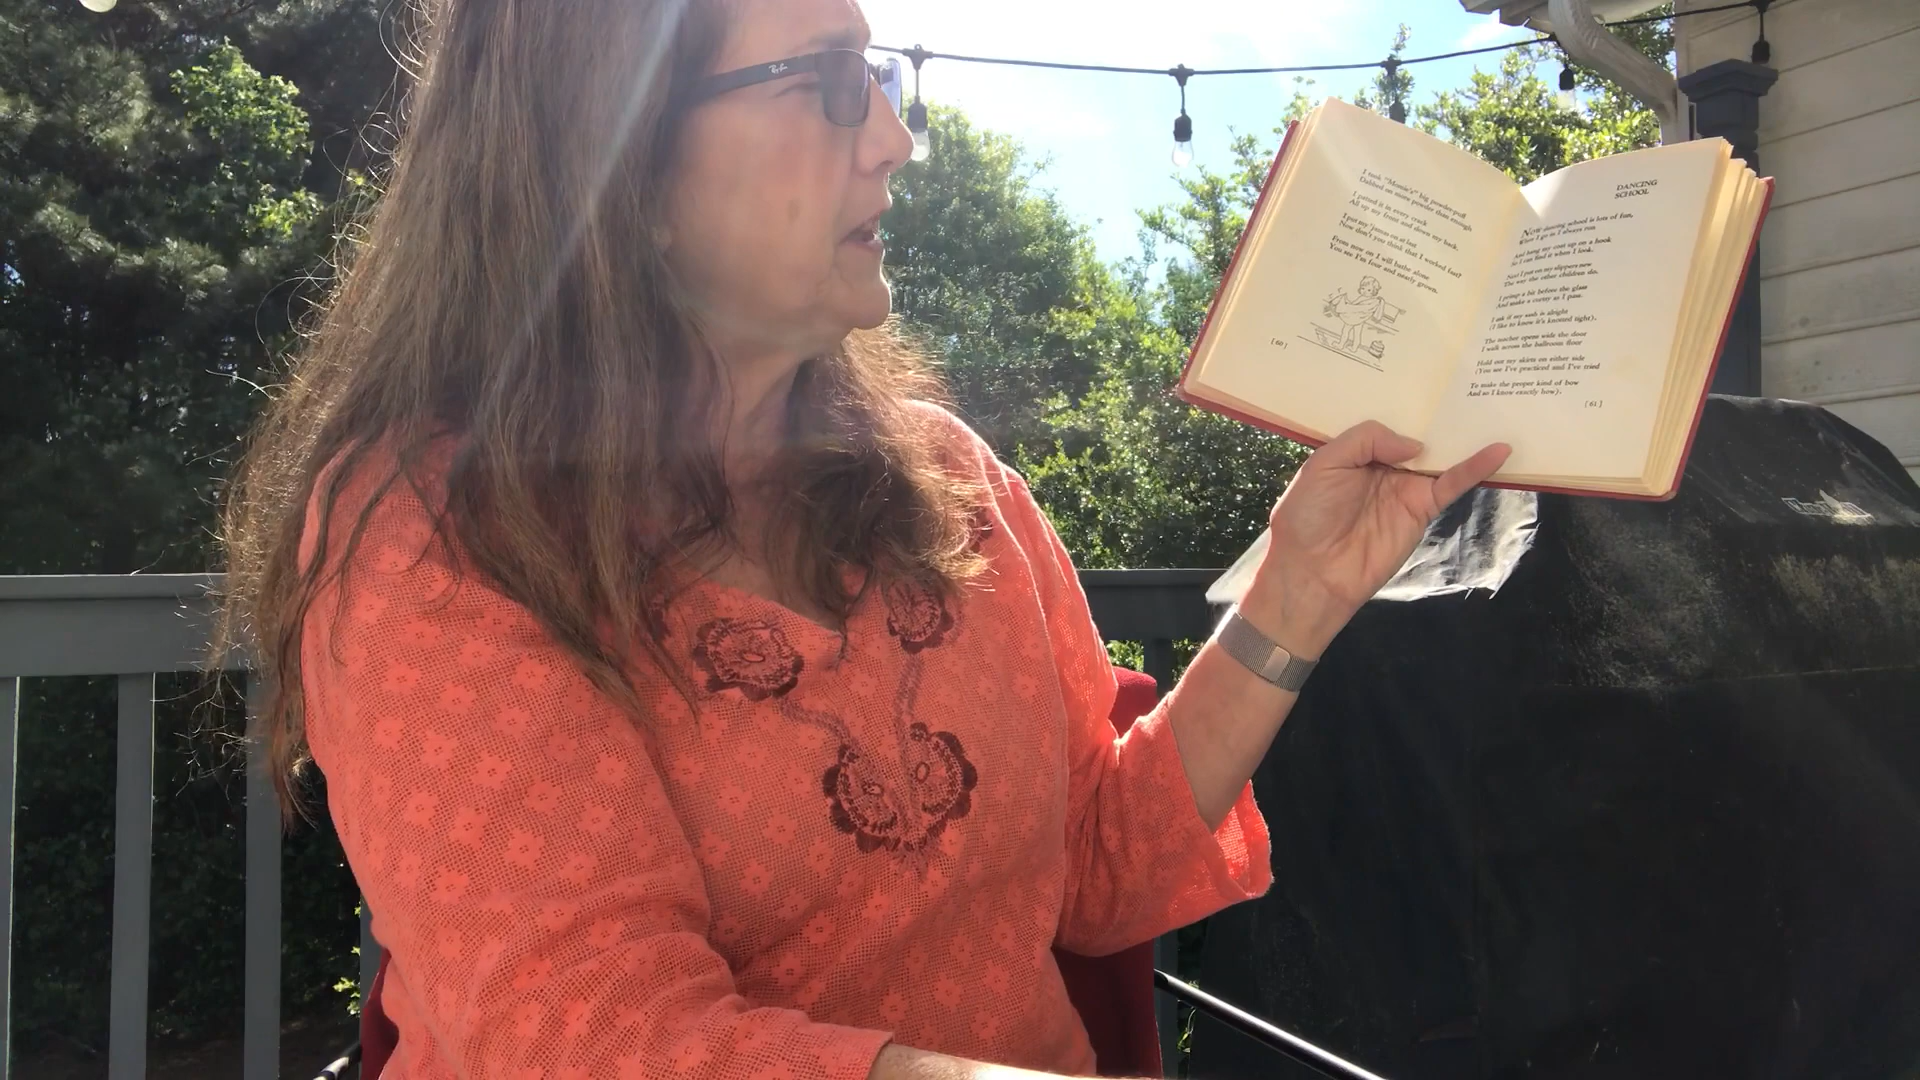 Ray-Ban
I took "Momie's" big powder-puff
Dabbed on more powder than enough
I patted it in every crack
All up my front and down my back.
I put my 'jamas on at last
Now don't you think that I worked fast?
From now on I will bathe alone
You see I'm four and nearly grown.
[60]
DANCING
SCHOOL
NOW dancing school is lots of fun,
When I go in I always run
And hang my coat up on a hook
So I can find it when I look.
Next I put on my slippers new
The way the other children do,
I primp a bit before the glass
And make a curtsy as I pass.
I ask if my sash is alright
(I like to know it's knotted tight).
The teacher opens wide the door
I walk across the ballroom floor
Hold out my skirts on either side
(You see I've practiced and I've tried
To make the proper kind of bow
And so I know exactly how).
[61]